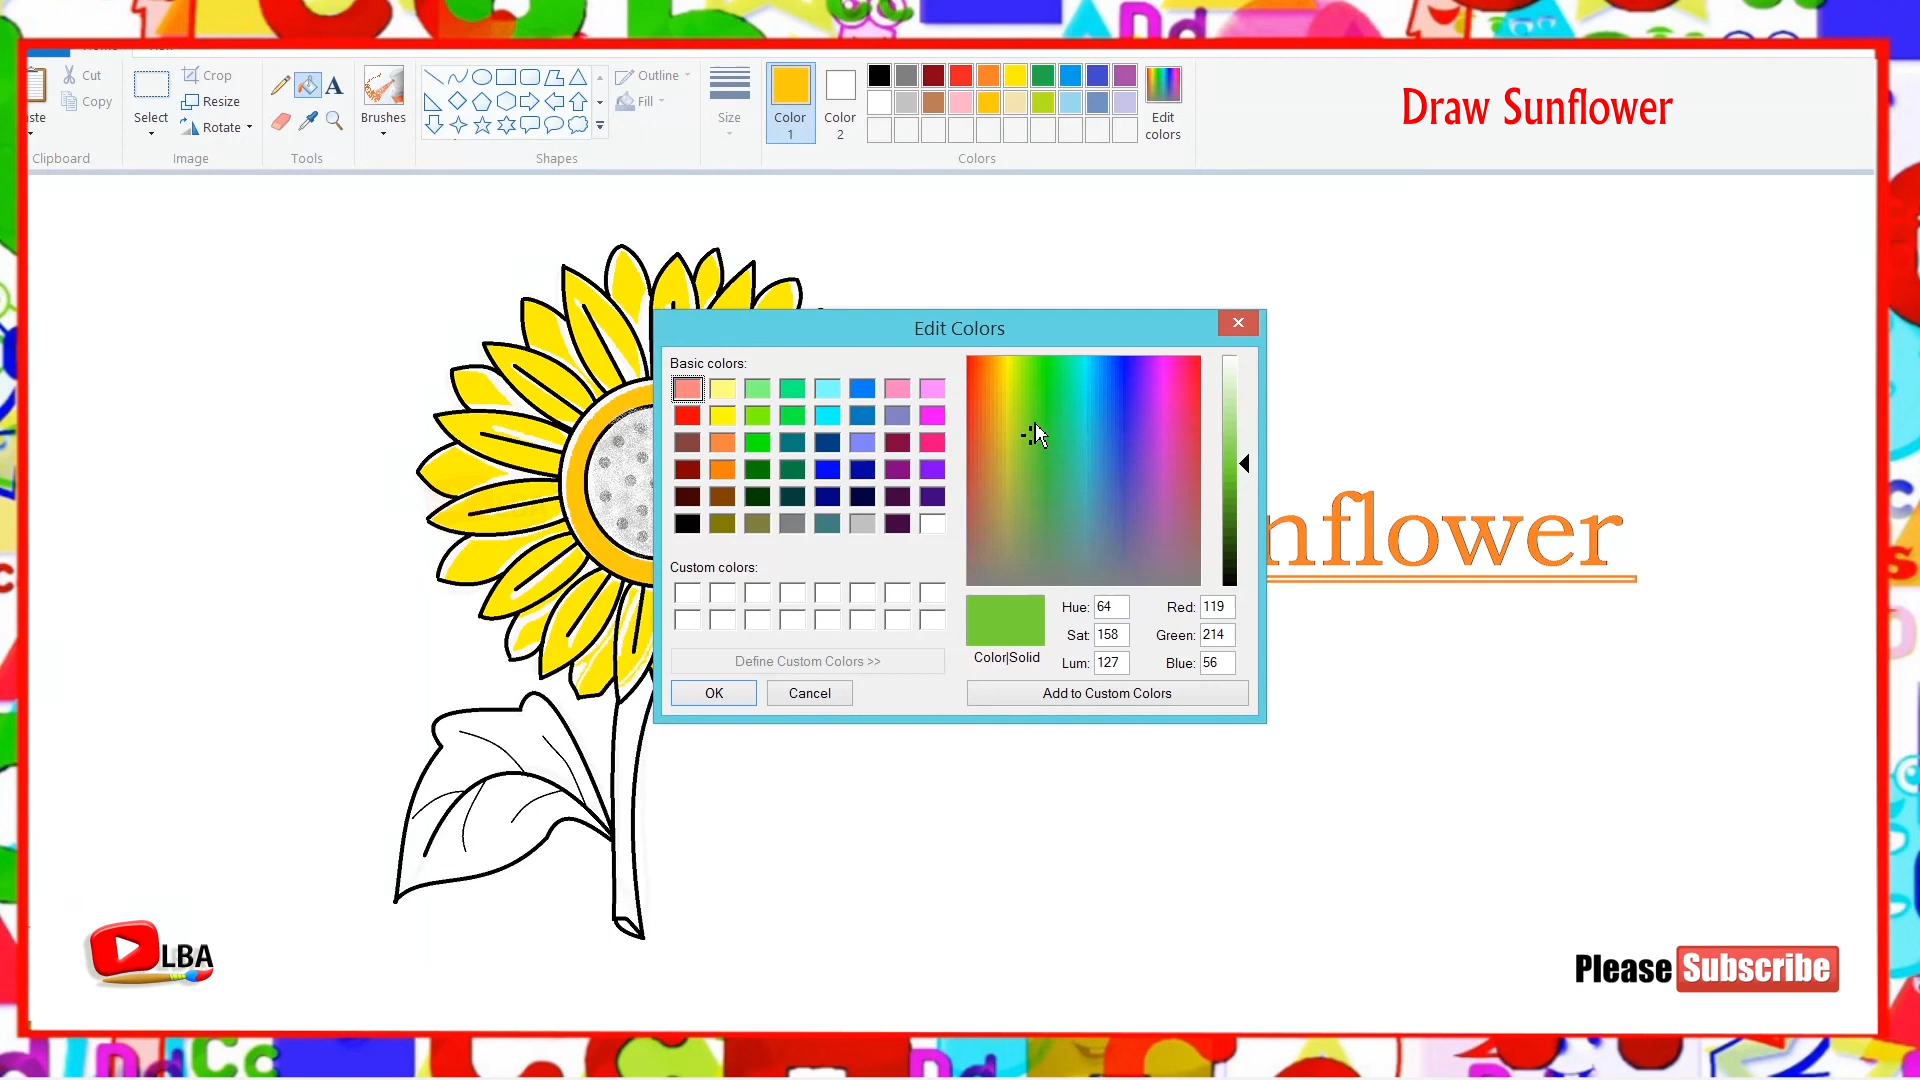 Cut
Copy
Clipboard
Select
Crop
Resize
Rotate
Image
A
Tools
Brushes
Shapes
Outline
Fill
Size
Color
1
Color
2
Colors
Edit
colors
Draw Sunflower
Edit Colors
Basic colors:
Custom colors:
Define Custom Colors >>
OK
Cancel
Color|Solid
Hue: 64
Sat: 158
Lum: 127
Red: 119
Green: 214
Blue: 56
Add to Custom Colors
nflower
LBA
Please Subscribe